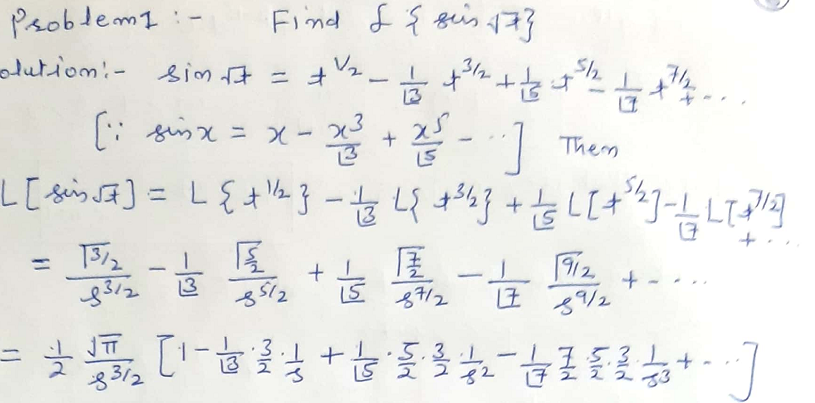 Problem 1 :- Find £ { sin √t }
olution:- sin √t = t^{1/2} - 1/⌊3 t^{3/2} + 1/⌊5 t^{5/2} - 1/⌊7 t^{7/2} + ....
[∵ sin x = x - x³/⌊3 + x⁵/⌊5 - ..] Then
L[sin √t] = L{t^{1/2}} - 1/⌊3 L{t^{3/2}} + 1/⌊5 L[t^{5/2}] - 1/⌊7 L[t^{7/2}] + ...
= Γ3/2 / s^{3/2} - 1/⌊3 Γ5/2 / s^{5/2} + 1/⌊5 Γ7/2 / s^{7/2} - 1/⌊7 Γ9/2 / s^{9/2} + - ...
= 1/2 √π / s^{3/2} [1 - 1/⌊3 · 3/2 · 1/s + 1/⌊5 · 5/2 · 3/2 · 1/s² - 1/⌊7 7/2 · 5/2 · 3/2 · 1/s³ + - ..]